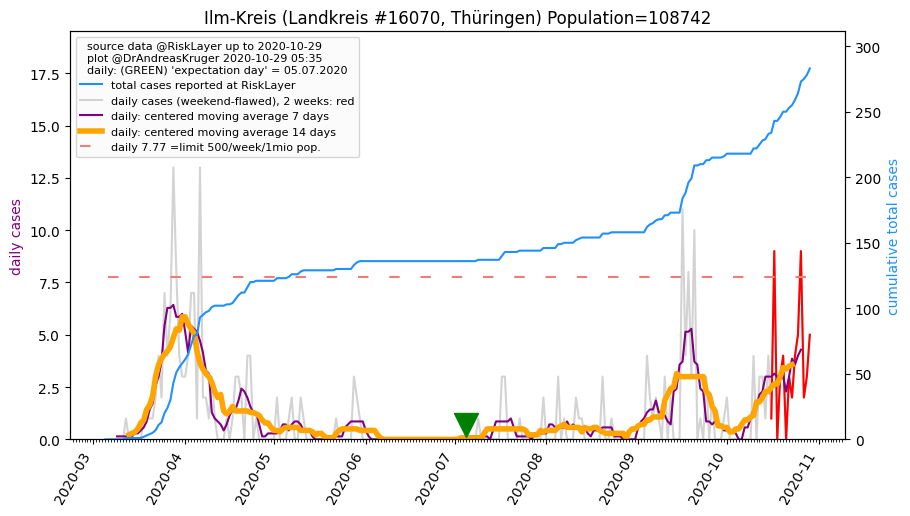 Ilm-Kreis (Landkreis #16070, Thüringen) Population=108742
source data @RiskLayer up to 2020-10-29
plot @DrAndreasKruger 2020-10-29 05:35
daily: (GREEN) 'expectation day' = 05.07.2020
total cases reported at RiskLayer
daily cases (weekend-flawed), 2 weeks: red
daily: centered moving average 7 days
daily: centered moving average 14 days
daily 7.77 =limit 500/week/1mio pop.
daily cases
17.5
15.0
12.5
10.0
7.5
5.0
2.5
0.0
300
250
200
150
100
50
0
cumulative total cases
2020-03
2020-04
2020-05
2020-06
2020-07
2020-08
2020-09
2020-10
2020-11